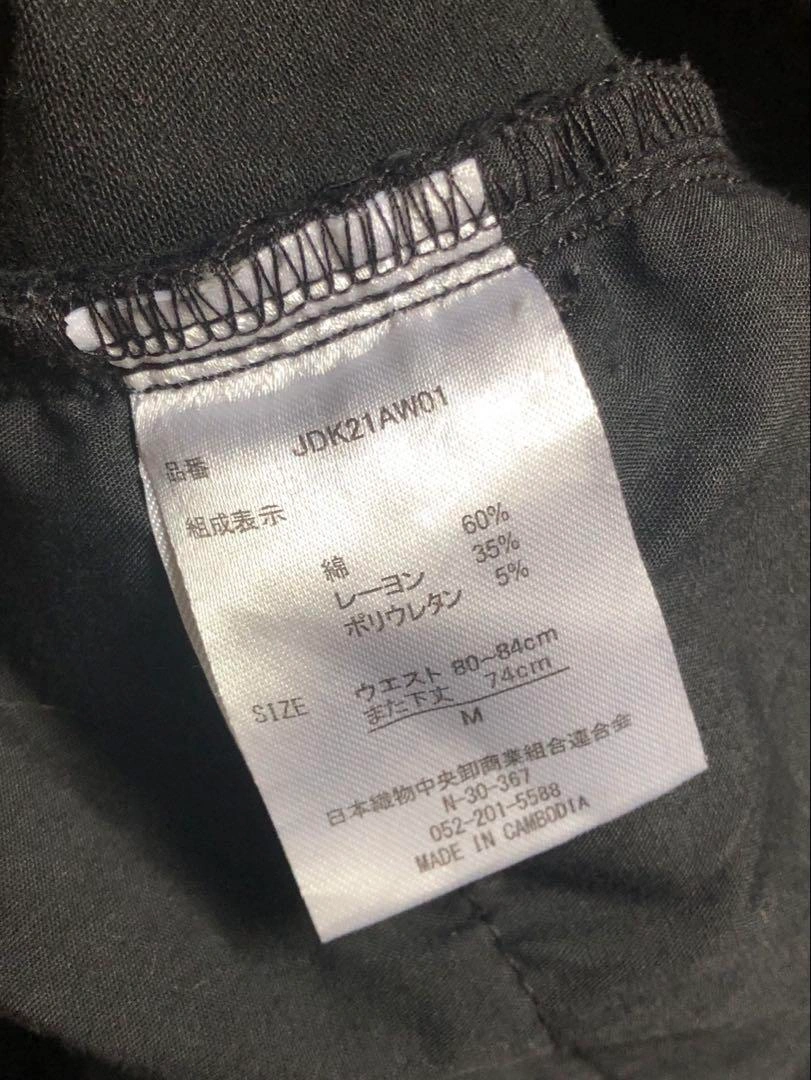 品番 JDK21AW01
組成表示
綿 60%
レーヨン 35%
ポリウレタン 5%
SIZE ウエスト 80~84cm
また下丈 74cm
M
日本織物中央卸商業組合連合会
N-30-367
052-201-5588
MADE IN CAMBODIA